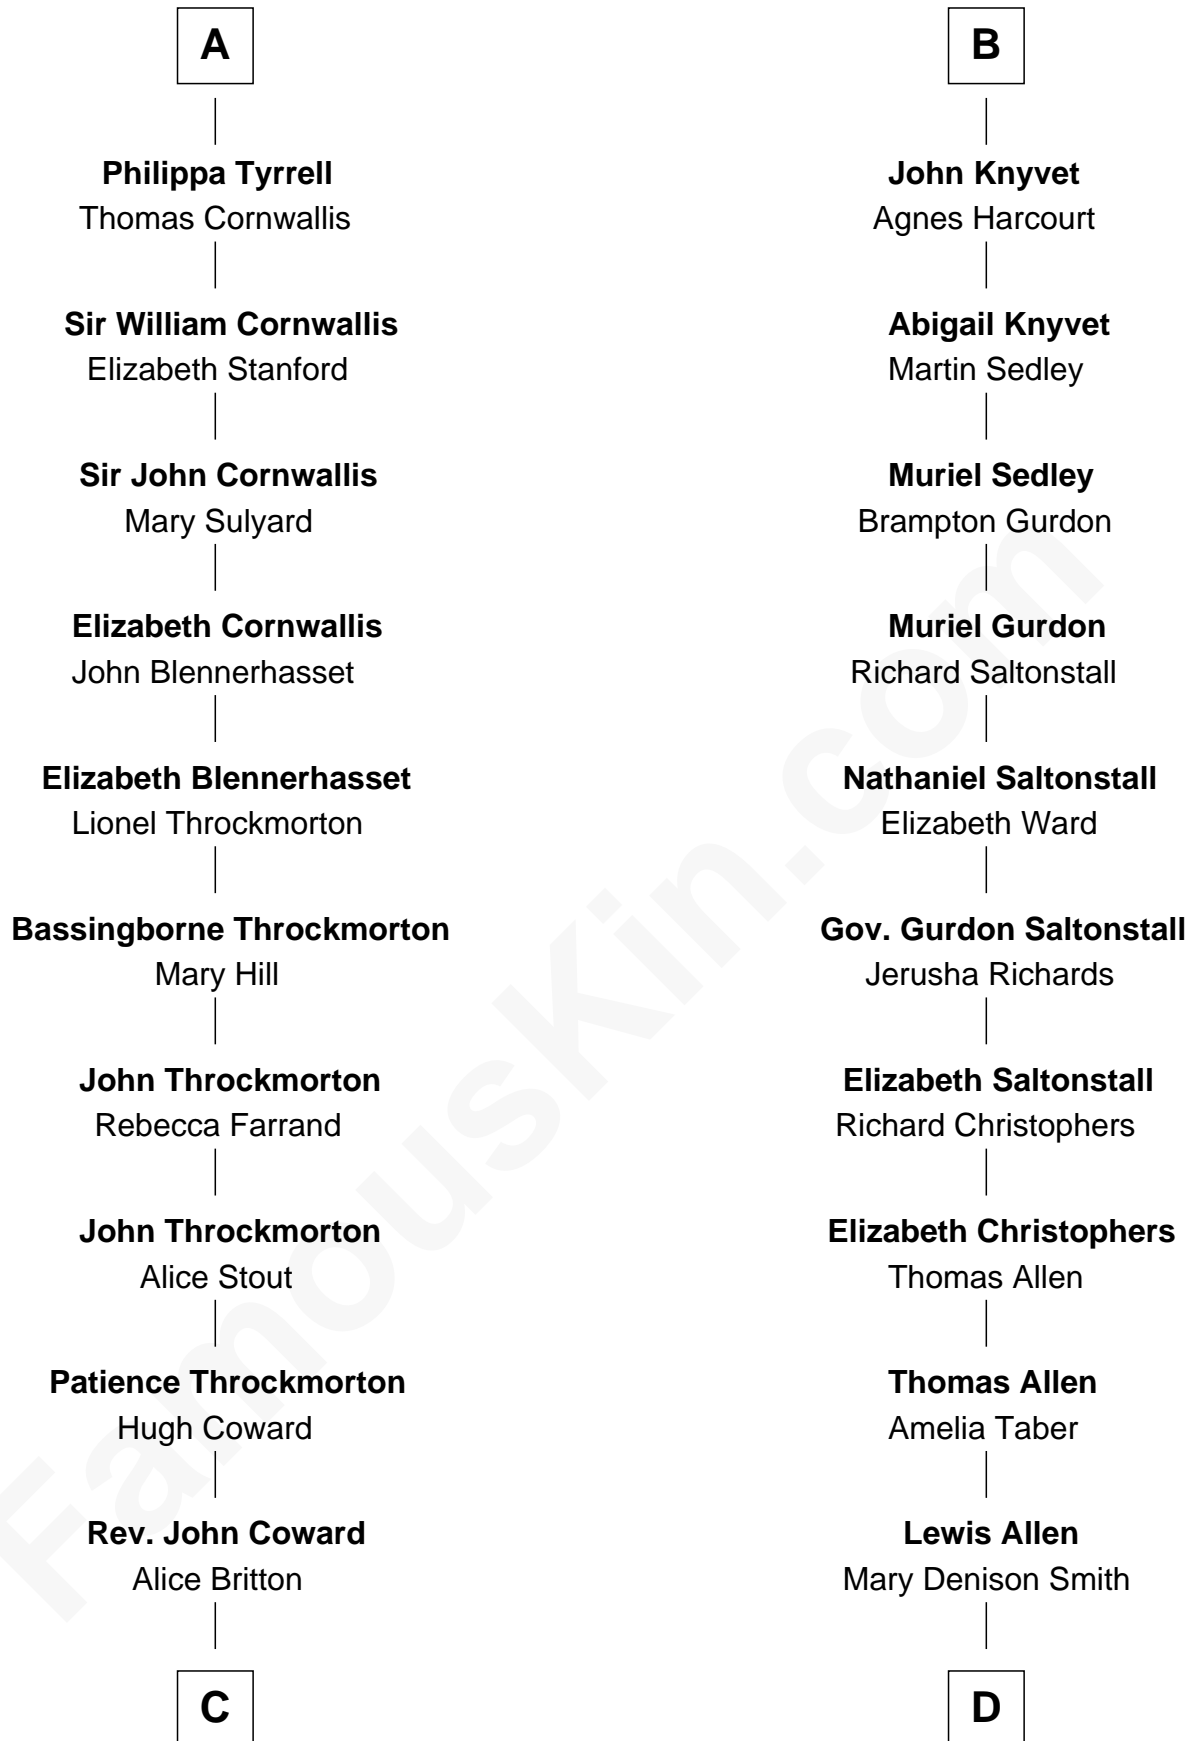 A
Philippa Tyrrell
Thomas Cornwallis
Sir William Cornwallis
Elizabeth Stanford
Sir John Cornwallis
Mary Sulyard
Elizabeth Cornwallis
John Blennerhasset
Elizabeth Blennerhasset
Lionel Throckmorton
Bassingborne Throckmorton
Mary Hill
John Throckmorton
Rebecca Farrand
John Throckmorton
Alice Stout
Patience Throckmorton
Hugh Coward
Rev. John Coward
Alice Britton
C
B
John Knyvet
Agnes Harcourt
Abigail Knyvet
Martin Sedley
Muriel Sedley
Brampton Gurdon
Muriel Gurdon
Richard Saltonstall
Nathaniel Saltonstall
Elizabeth Ward
Gov. Gurdon Saltonstall
Jerusha Richards
Elizabeth Saltonstall
Richard Christophers
Elizabeth Christophers
Thomas Allen
Thomas Allen
Amelia Taber
Lewis Allen
Mary Denison Smith
D
FamousKin.com